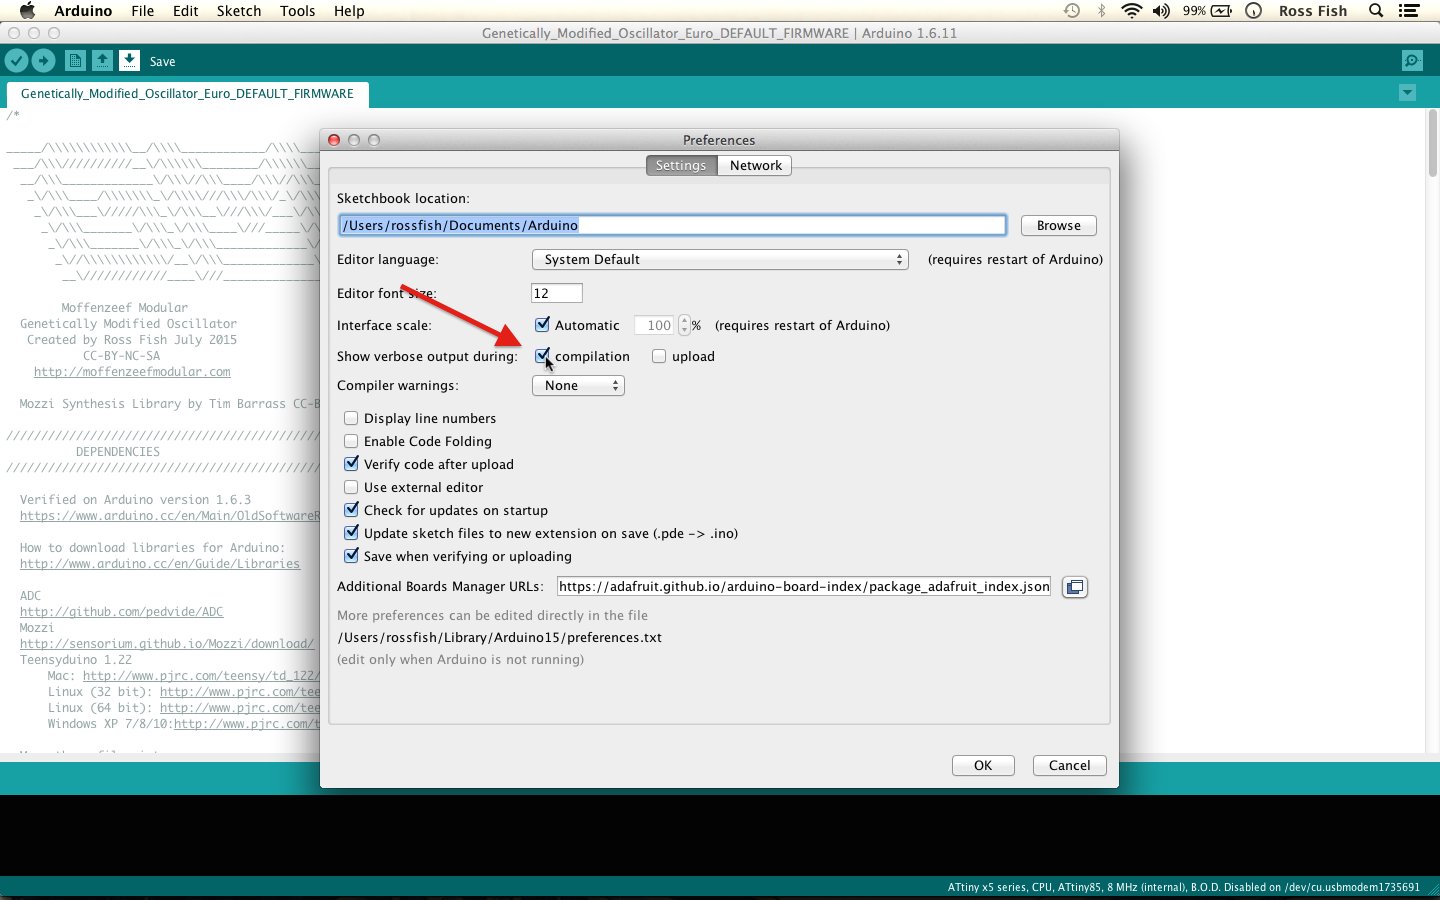 Arduino File Edit Sketch Tools Help 99% Ross Fish
Genetically_Modified_Oscillator_Euro_DEFAULT_FIRMWARE | Arduino 1.6.11
Save
Genetically_Modified_Oscillator_Euro_DEFAULT_FIRMWARE
/*
Moffenzeef Modular
Genetically Modified Oscillator
Created by Ross Fish July 2015
CC-BY-NC-SA
http://moffenzeefmodular.com
Mozzi Synthesis Library by Tim Barrass CC-B
DEPENDENCIES
Verified on Arduino version 1.6.3
https://www.arduino.cc/en/Main/OldSoftwareR
How to download libraries for Arduino:
http://www.arduino.cc/en/Guide/Libraries
ADC
http://github.com/pedvide/ADC
Mozzi
http://sensorium.github.io/Mozzi/download/
Teensyduino 1.22
Mac: http://www.pjrc.com/teensy/td_122/
Linux (32 bit): http://www.pjrc.com/tee
Linux (64 bit): http://www.pjrc.com/tee
Windows XP 7/8/10:http://www.pjrc.com/t
Preferences
Settings Network
Sketchbook location:
/Users/rossfish/Documents/Arduino Browse
Editor language: System Default (requires restart of Arduino)
Editor font size: 12
Interface scale: Automatic 100 % (requires restart of Arduino)
Show verbose output during: compilation upload
Compiler warnings: None
Display line numbers
Enable Code Folding
Verify code after upload
Use external editor
Check for updates on startup
Update sketch files to new extension on save (.pde -> .ino)
Save when verifying or uploading
Additional Boards Manager URLs: https://adafruit.github.io/arduino-board-index/package_adafruit_index.json
More preferences can be edited directly in the file
/Users/rossfish/Library/Arduino15/preferences.txt
(edit only when Arduino is not running)
OK Cancel
ATtiny x5 series, CPU, ATtiny85, 8 MHz (internal), B.O.D. Disabled on /dev/cu.usbmodem1735691